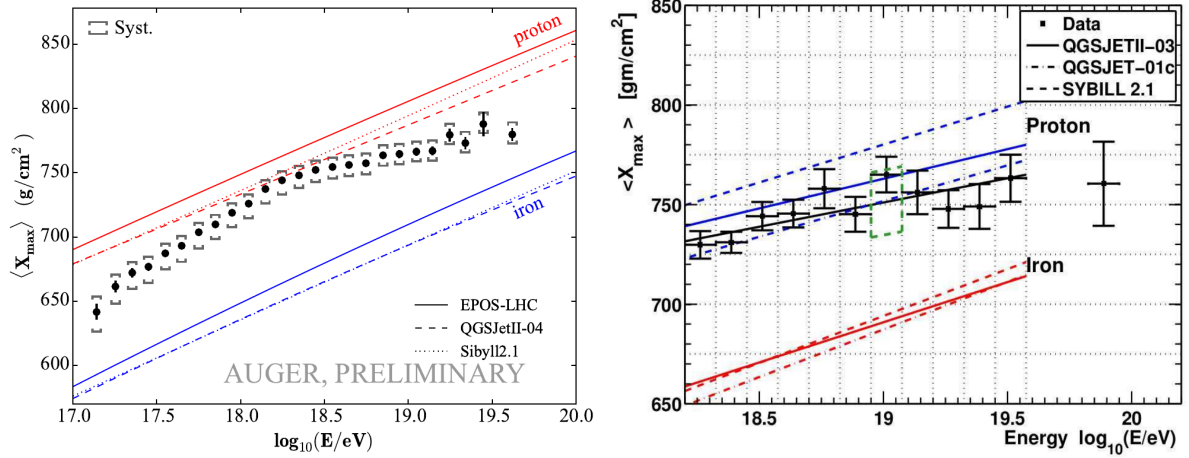 850
800
750
700
650
600
⟨X_max⟩ (g/cm²)
Syst.
proton
iron
EPOS-LHC
QGSJetII-04
Sibyll2.1
AUGER, PRELIMINARY
17.0 17.5 18.0 18.5 19.0 19.5 20.0
log₁₀(E/eV)
850
800
750
700
650
<X_max> [gm/cm²]
Data
QGSJETII-03
QGSJET-01c
SYBILL 2.1
Proton
Iron
18.5 19 19.5 20
Energy log₁₀(E/eV)